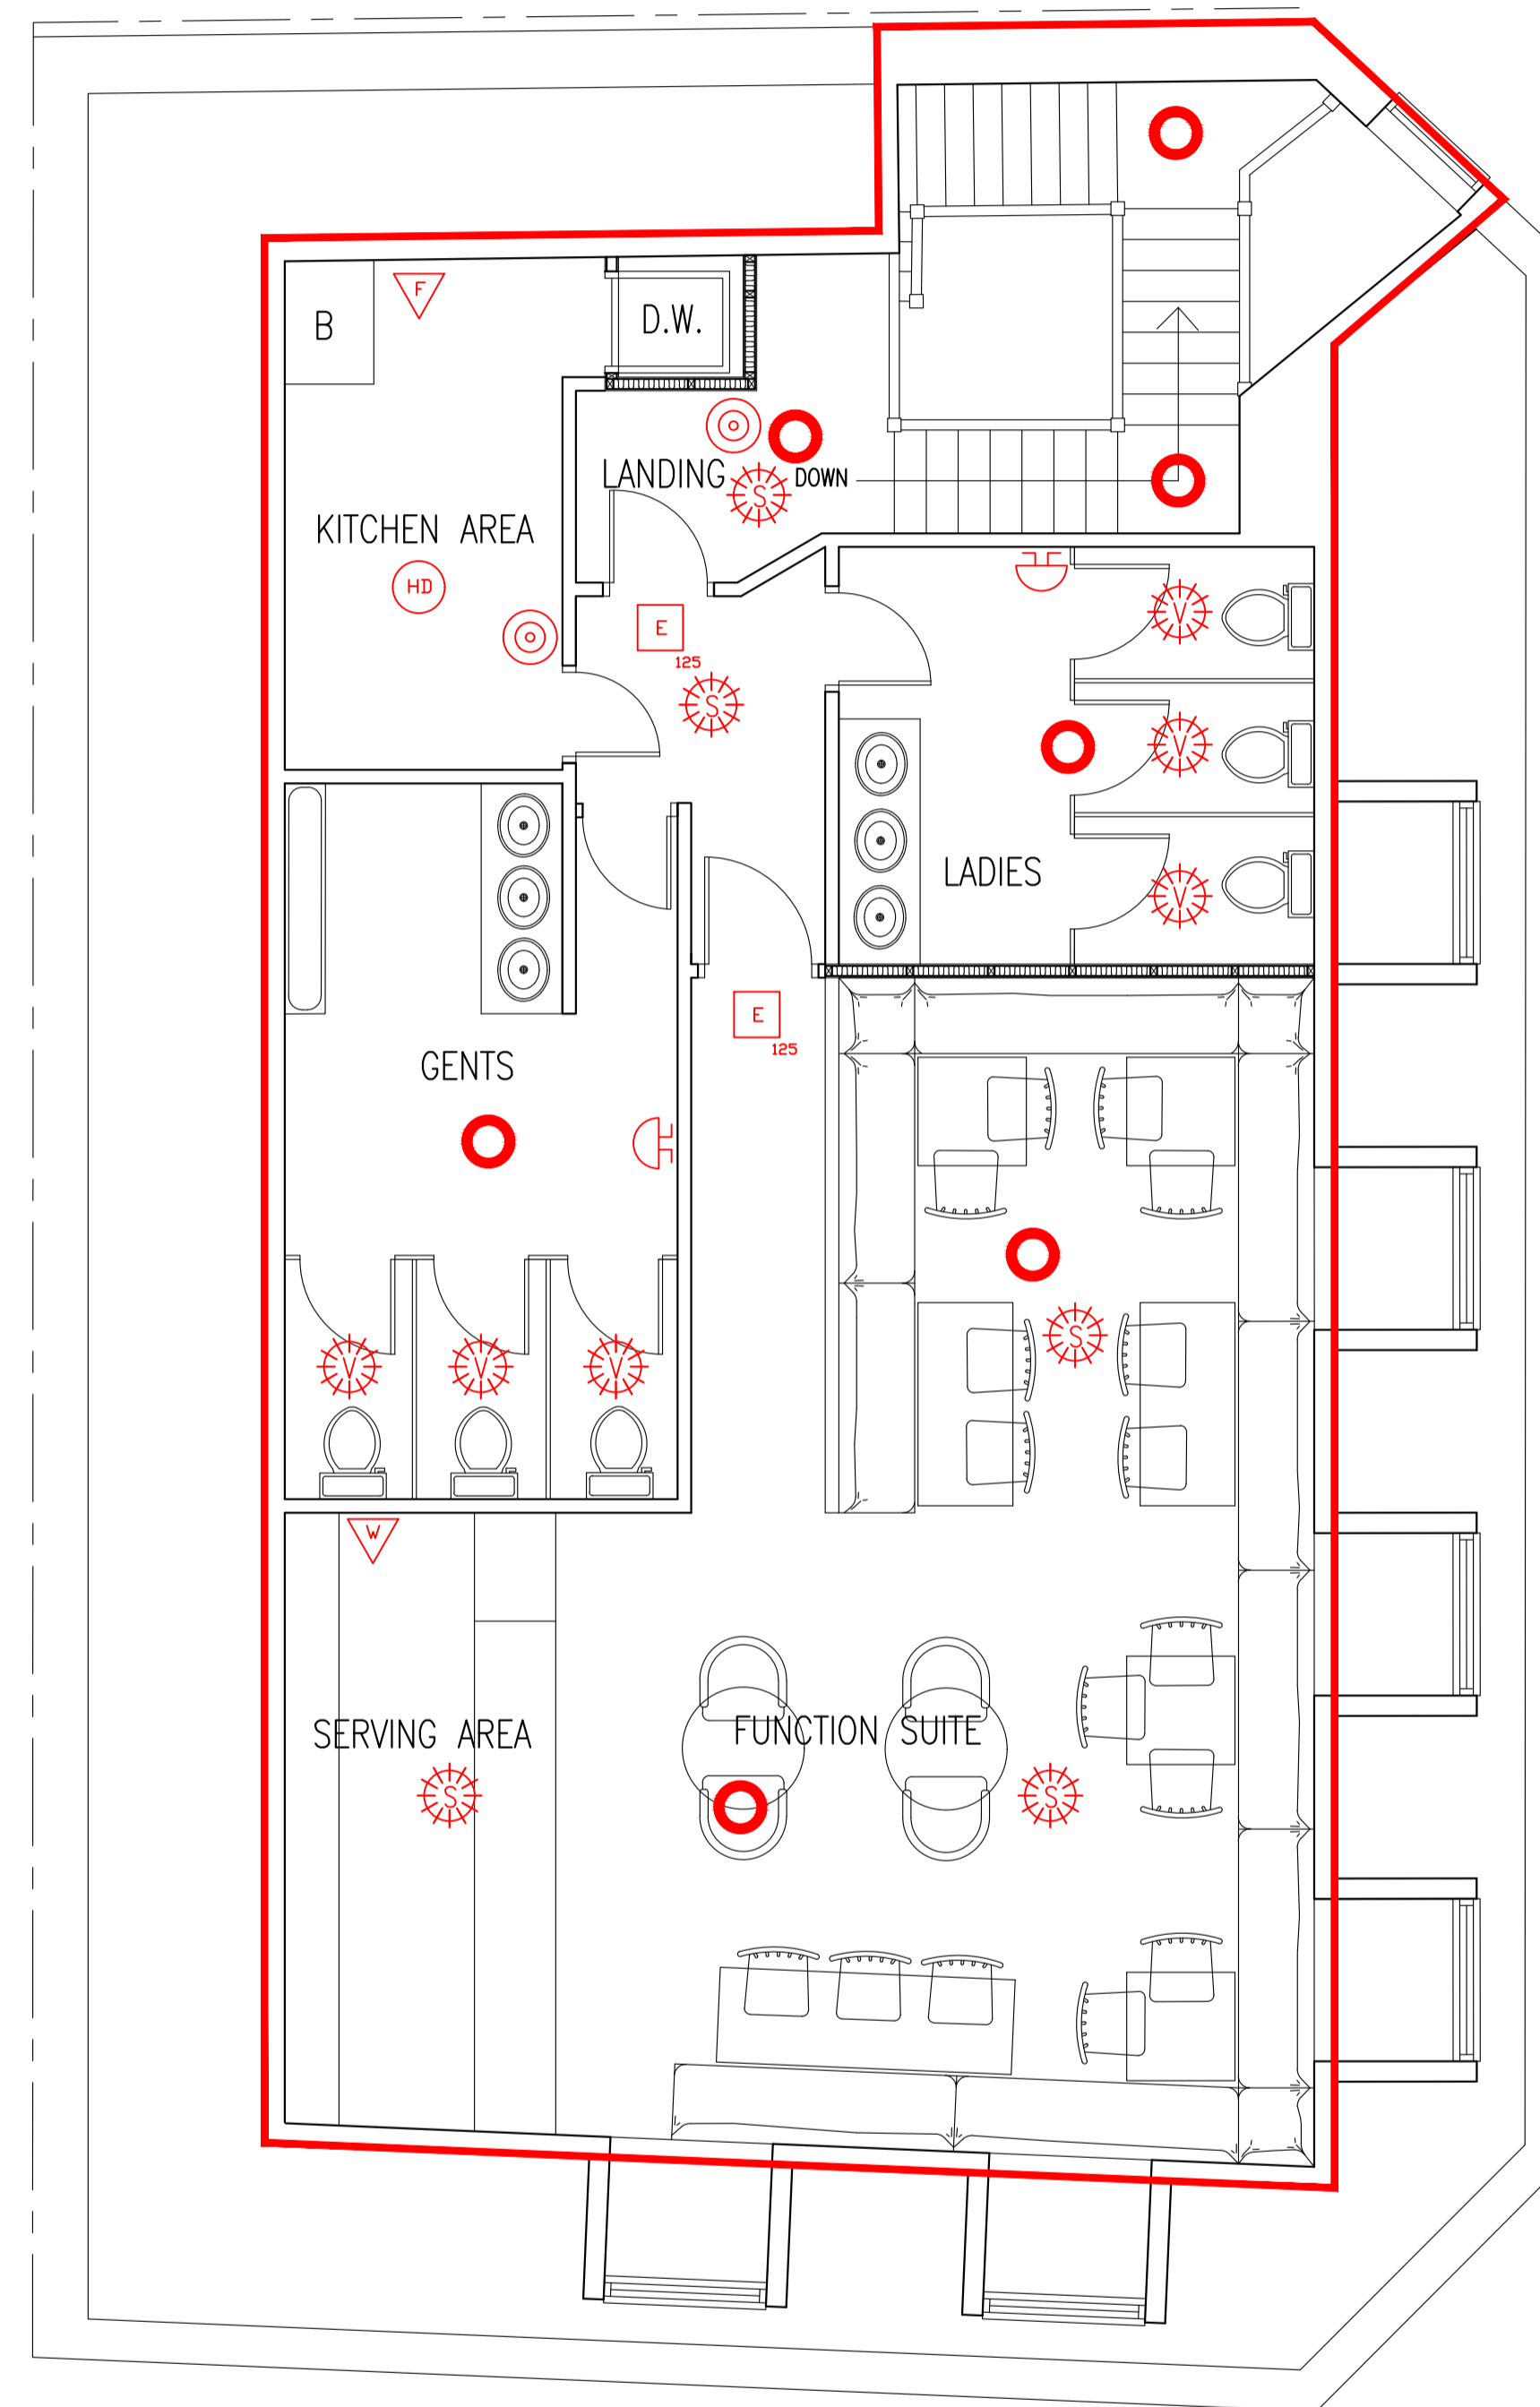 F
B
D.W.
LANDING
S
DOWN
KITCHEN AREA
HD
E
125
S
V
V
LADIES
V
E
125
GENTS
S
V
V
V
W
SERVING AREA
FUNCTION SUITE
S
S